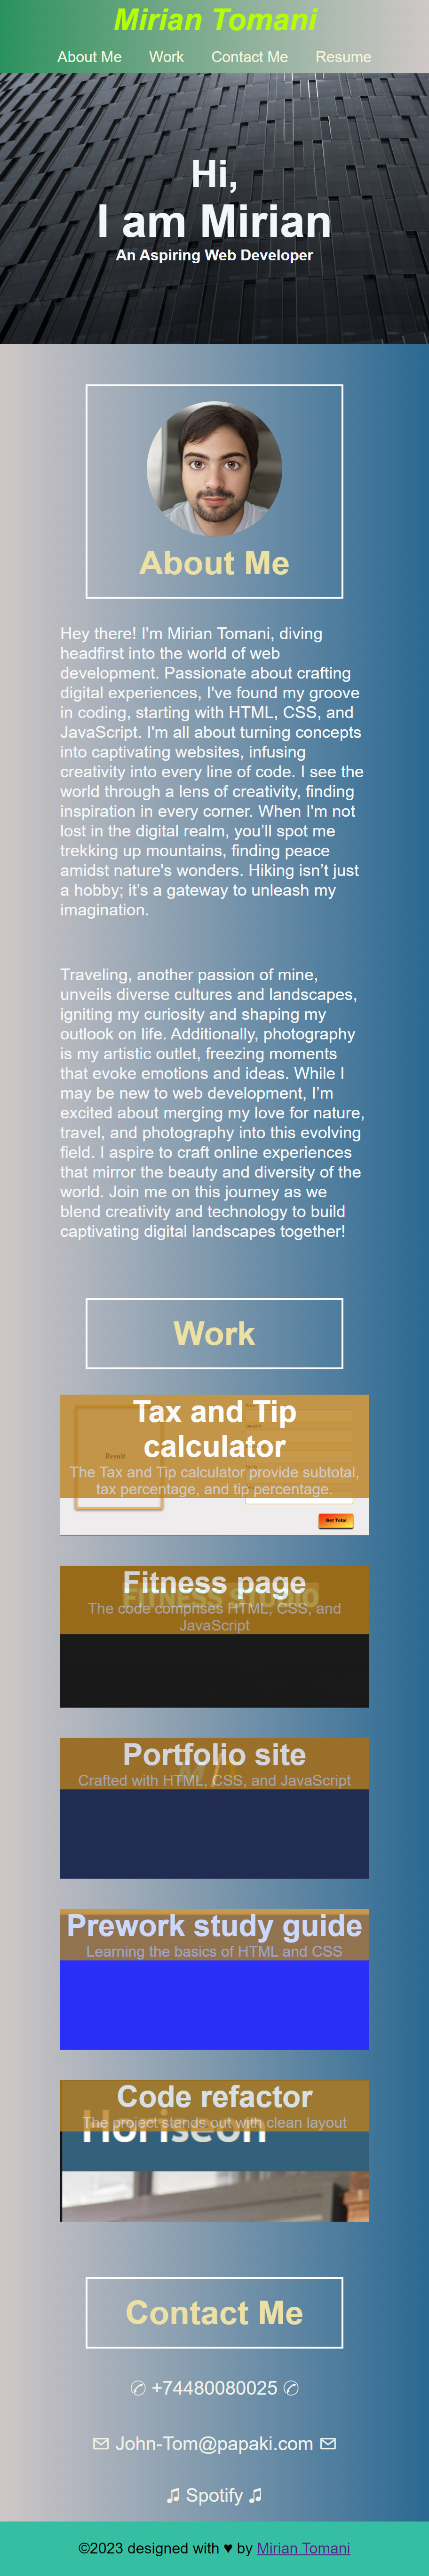 Mirian Tomani
About Me Work Contact Me Resume
Hi,
I am Mirian
An Aspiring Web Developer
About Me
Hey there! I'm Mirian Tomani, diving
headfirst into the world of web
development. Passionate about crafting
digital experiences, I've found my groove
in coding, starting with HTML, CSS, and
JavaScript. I'm all about turning concepts
into captivating websites, infusing
creativity into every line of code. I see the
world through a lens of creativity, finding
inspiration in every corner. When I'm not
lost in the digital realm, you’ll spot me
trekking up mountains, finding peace
amidst nature's wonders. Hiking isn’t just
a hobby; it’s a gateway to unleash my
imagination.
Traveling, another passion of mine,
unveils diverse cultures and landscapes,
igniting my curiosity and shaping my
outlook on life. Additionally, photography
is my artistic outlet, freezing moments
that evoke emotions and ideas. While I
may be new to web development, I’m
excited about merging my love for nature,
travel, and photography into this evolving
field. I aspire to craft online experiences
that mirror the beauty and diversity of the
world. Join me on this journey as we
blend creativity and technology to build
captivating digital landscapes together!
Work
Tax and Tip
calculator
Result
The Tax and Tip calculator provide subtotal,
tax percentage, and tip percentage.
Get Total
Fitness page
FITNESS STUDIO
The code comprises HTML, CSS, and
JavaScript
Portfolio site
Crafted with HTML, CSS, and JavaScript
Prework study guide
Learning the basics of HTML and CSS
Code refactor
The project stands out with clean layout
Horiseon
Contact Me
✆ +74480080025 ✆
🖂 John-Tom@papaki.com 🖂
♫ Spotify ♫
©2023 designed with ♥ by Mirian Tomani